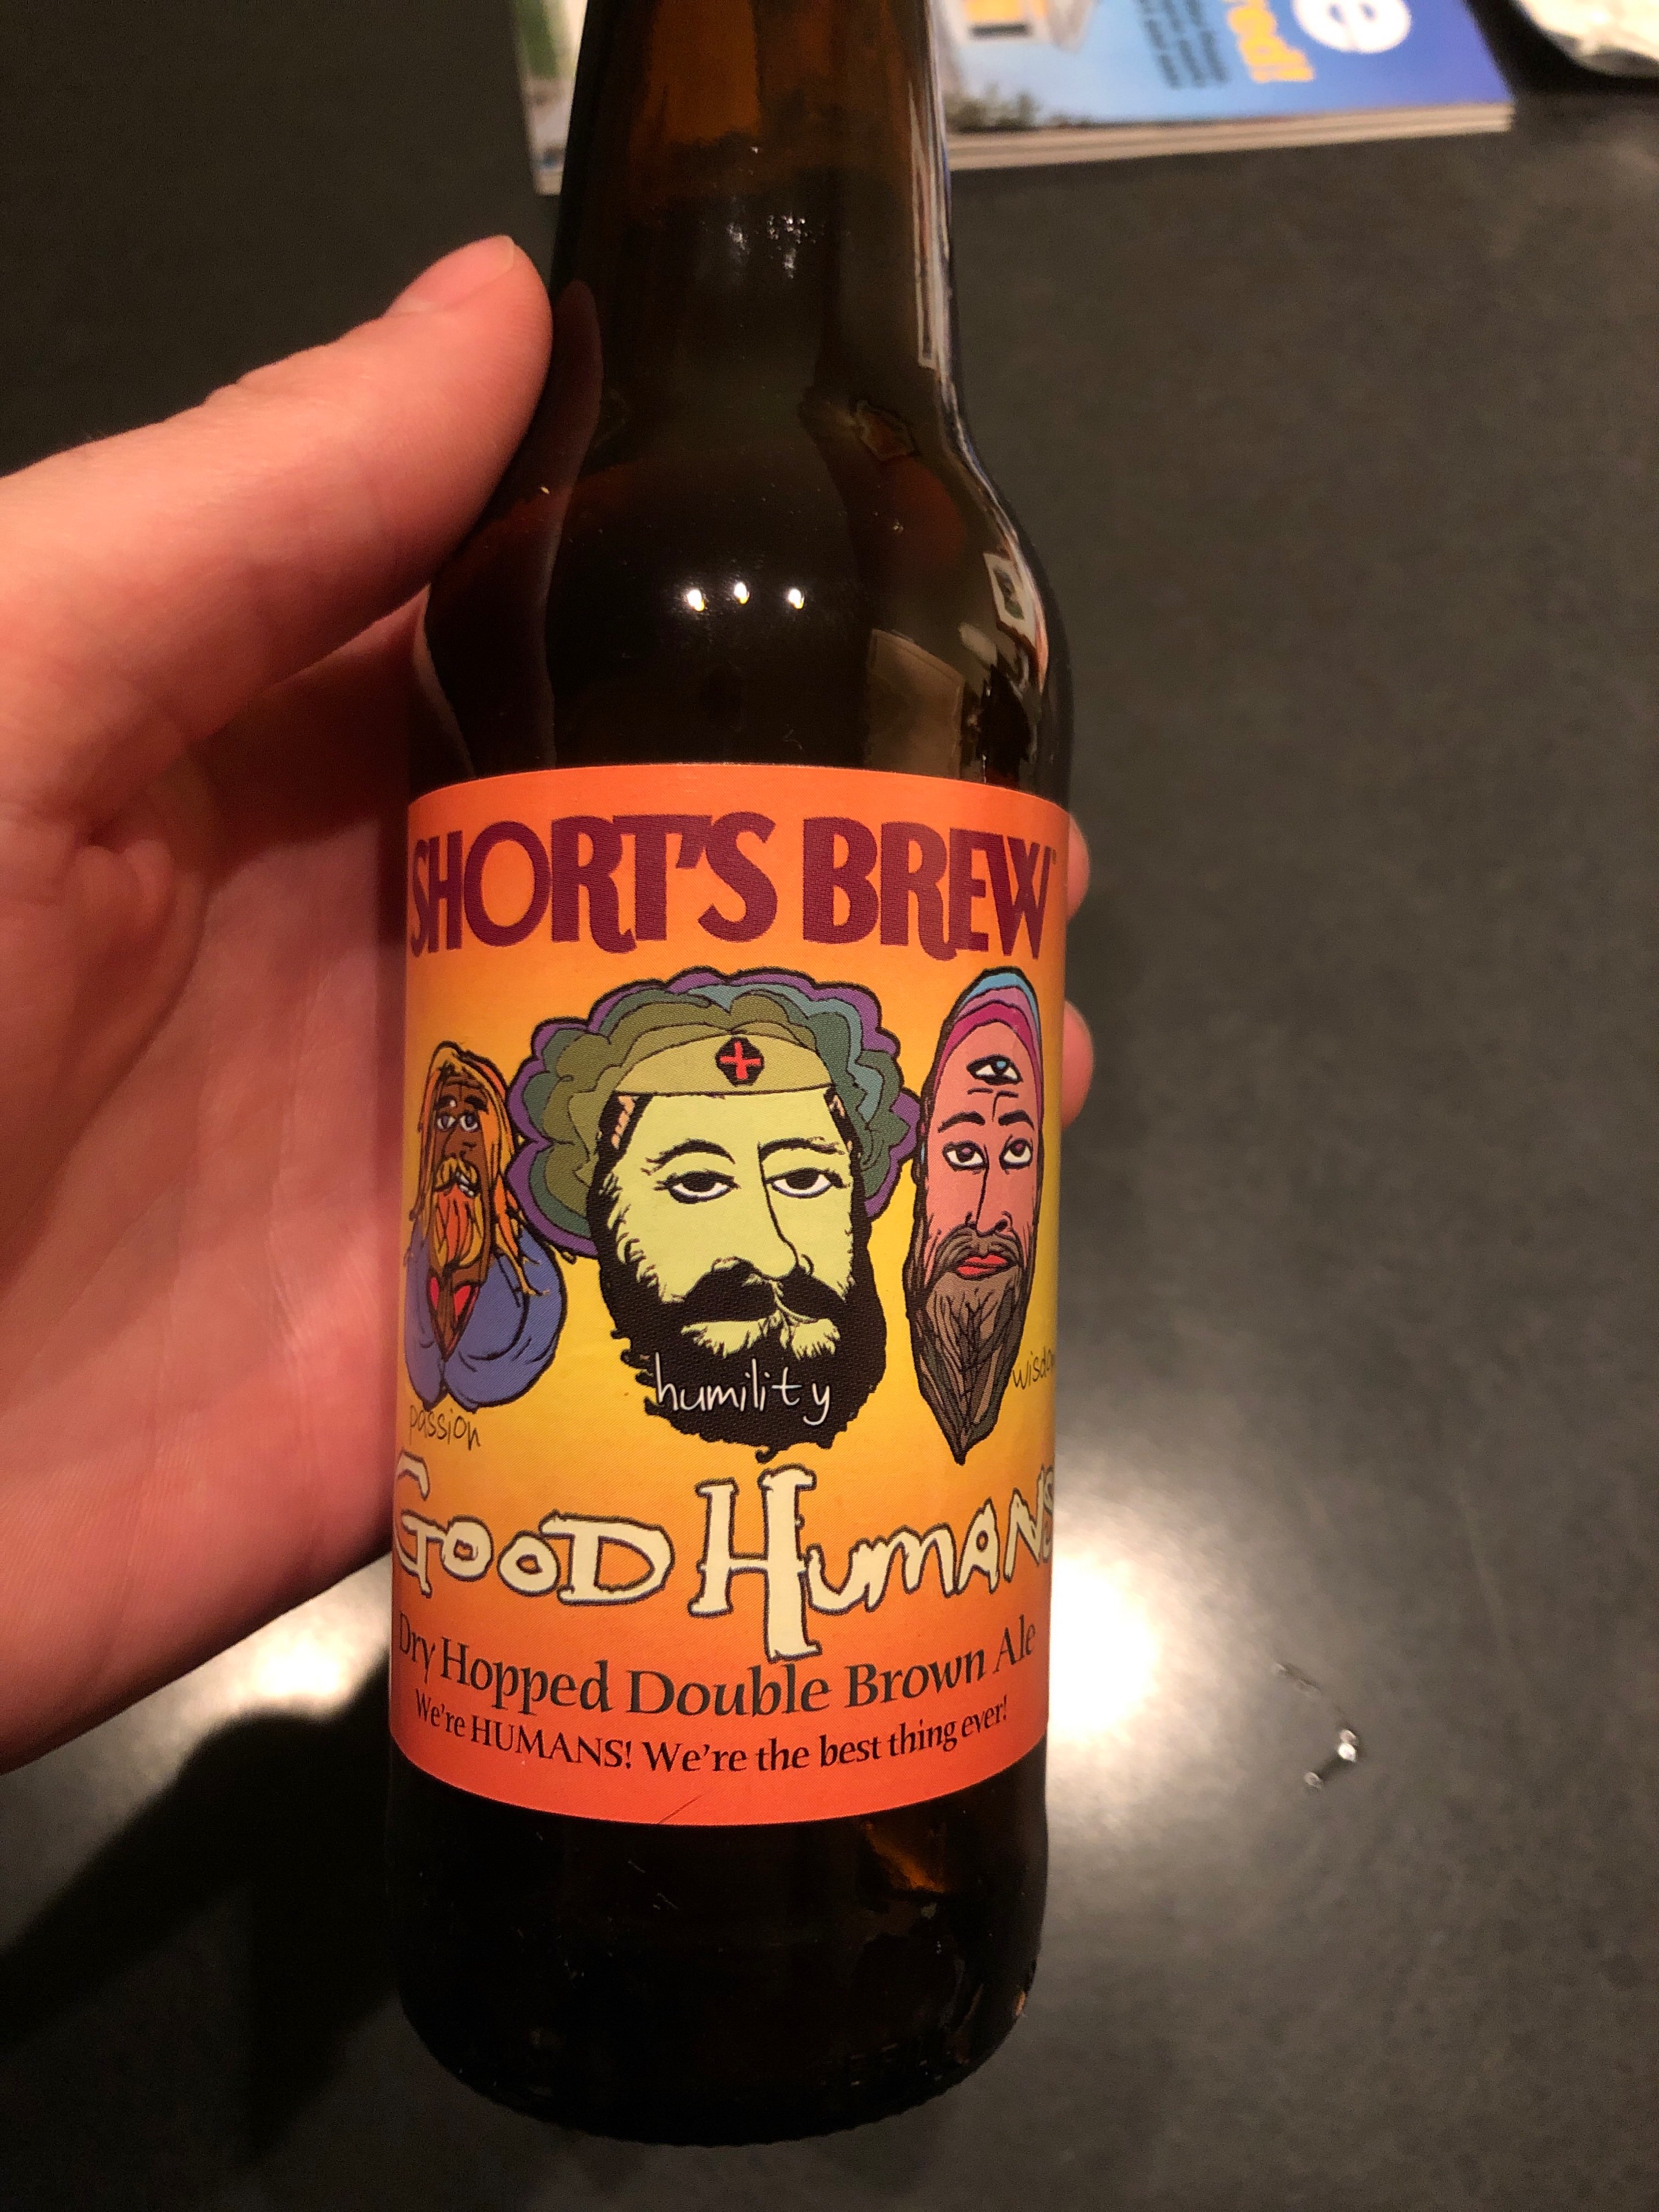 SHORT'S BREW
humility
passion
GOOD HUMANS
Dry Hopped Double Brown Ale
We're HUMANS! We're the best thing ever!